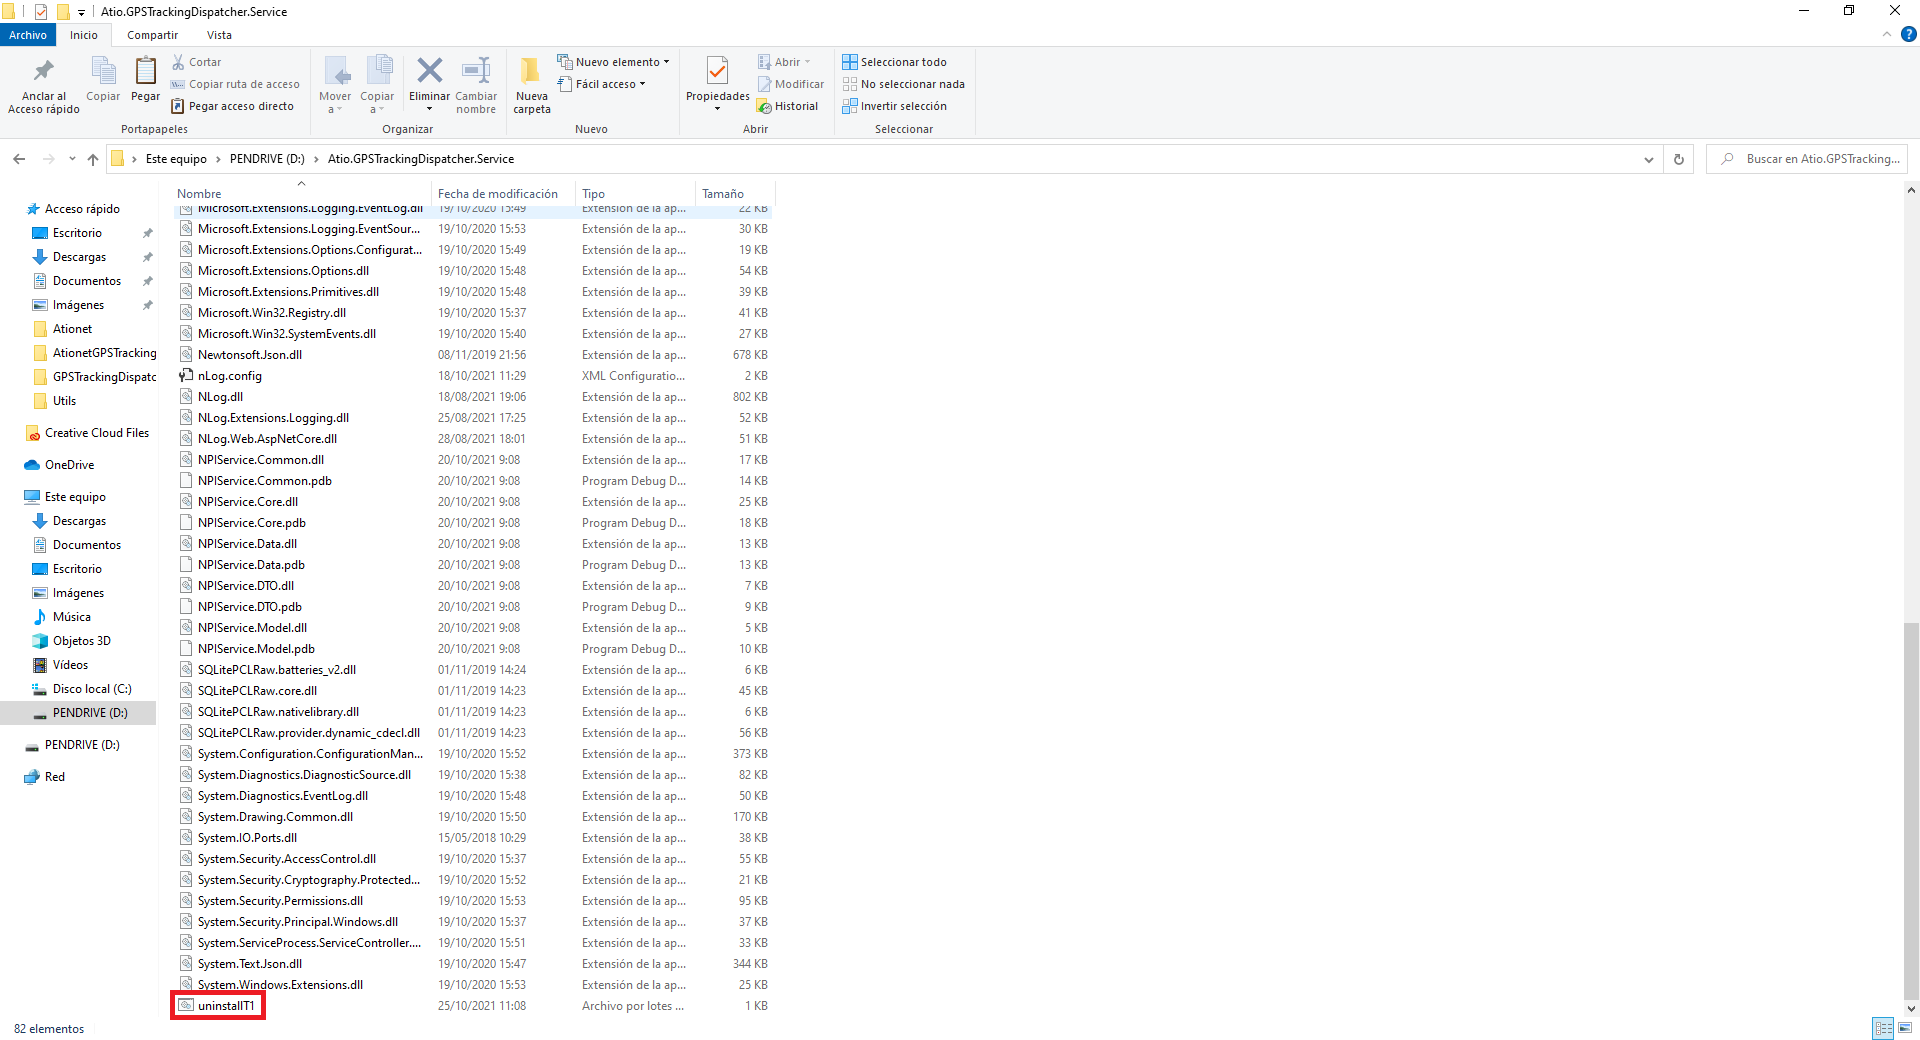 Atio.GPSTrackingDispatcher.Service
Archivo Inicio Compartir Vista
Anclar al Acceso rápido
Copiar
Pegar
Cortar
Copiar ruta de acceso
Pegar acceso directo
Portapapeles
Mover a
Copiar a
Eliminar
Cambiar nombre
Organizar
Nueva carpeta
Nuevo elemento
Fácil acceso
Nuevo
Propiedades
Abrir
Modificar
Historial
Abrir
Seleccionar todo
No seleccionar nada
Invertir selección
Seleccionar
Este equipo > PENDRIVE (D:) > Atio.GPSTrackingDispatcher.Service
Buscar en Atio.GPSTracking...
Acceso rápido
Escritorio
Descargas
Documentos
Imágenes
Ationet
AtionetGPSTracking
GPSTrackingDispatc
Utils
Creative Cloud Files
OneDrive
Este equipo
Descargas
Documentos
Escritorio
Imágenes
Música
Objetos 3D
Vídeos
Disco local (C:)
PENDRIVE (D:)
PENDRIVE (D:)
Red
Nombre Fecha de modificación Tipo Tamaño
Microsoft.Extensions.Logging.EventLog.dll 19/10/2020 15:49 Extensión de la ap... 22 KB
Microsoft.Extensions.Logging.EventSour... 19/10/2020 15:53 Extensión de la ap... 30 KB
Microsoft.Extensions.Options.Configurat... 19/10/2020 15:49 Extensión de la ap... 19 KB
Microsoft.Extensions.Options.dll 19/10/2020 15:48 Extensión de la ap... 54 KB
Microsoft.Extensions.Primitives.dll 19/10/2020 15:48 Extensión de la ap... 39 KB
Microsoft.Win32.Registry.dll 19/10/2020 15:37 Extensión de la ap... 41 KB
Microsoft.Win32.SystemEvents.dll 19/10/2020 15:40 Extensión de la ap... 27 KB
Newtonsoft.Json.dll 08/11/2019 21:56 Extensión de la ap... 678 KB
nLog.config 18/10/2021 11:29 XML Configuratio... 2 KB
NLog.dll 18/08/2021 19:06 Extensión de la ap... 802 KB
NLog.Extensions.Logging.dll 25/08/2021 17:25 Extensión de la ap... 52 KB
NLog.Web.AspNetCore.dll 28/08/2021 18:01 Extensión de la ap... 51 KB
NPIService.Common.dll 20/10/2021 9:08 Extensión de la ap... 17 KB
NPIService.Common.pdb 20/10/2021 9:08 Program Debug D... 14 KB
NPIService.Core.dll 20/10/2021 9:08 Extensión de la ap... 25 KB
NPIService.Core.pdb 20/10/2021 9:08 Program Debug D... 18 KB
NPIService.Data.dll 20/10/2021 9:08 Extensión de la ap... 13 KB
NPIService.Data.pdb 20/10/2021 9:08 Program Debug D... 13 KB
NPIService.DTO.dll 20/10/2021 9:08 Extensión de la ap... 7 KB
NPIService.DTO.pdb 20/10/2021 9:08 Program Debug D... 9 KB
NPIService.Model.dll 20/10/2021 9:08 Extensión de la ap... 5 KB
NPIService.Model.pdb 20/10/2021 9:08 Program Debug D... 10 KB
SQLitePCLRaw.batteries_v2.dll 01/11/2019 14:24 Extensión de la ap... 6 KB
SQLitePCLRaw.core.dll 01/11/2019 14:23 Extensión de la ap... 45 KB
SQLitePCLRaw.nativelibrary.dll 01/11/2019 14:23 Extensión de la ap... 6 KB
SQLitePCLRaw.provider.dynamic_cdecl.dll 01/11/2019 14:23 Extensión de la ap... 56 KB
System.Configuration.ConfigurationMan... 19/10/2020 15:52 Extensión de la ap... 373 KB
System.Diagnostics.DiagnosticSource.dll 19/10/2020 15:38 Extensión de la ap... 82 KB
System.Diagnostics.EventLog.dll 19/10/2020 15:48 Extensión de la ap... 50 KB
System.Drawing.Common.dll 19/10/2020 15:50 Extensión de la ap... 170 KB
System.IO.Ports.dll 15/05/2018 10:29 Extensión de la ap... 38 KB
System.Security.AccessControl.dll 19/10/2020 15:37 Extensión de la ap... 55 KB
System.Security.Cryptography.Protected... 19/10/2020 15:52 Extensión de la ap... 21 KB
System.Security.Permissions.dll 19/10/2020 15:53 Extensión de la ap... 95 KB
System.Security.Principal.Windows.dll 19/10/2020 15:37 Extensión de la ap... 37 KB
System.ServiceProcess.ServiceController.... 19/10/2020 15:51 Extensión de la ap... 33 KB
System.Text.Json.dll 19/10/2020 15:47 Extensión de la ap... 344 KB
System.Windows.Extensions.dll 19/10/2020 15:53 Extensión de la ap... 25 KB
uninstallT1 25/10/2021 11:08 Archivo por lotes ... 1 KB
82 elementos